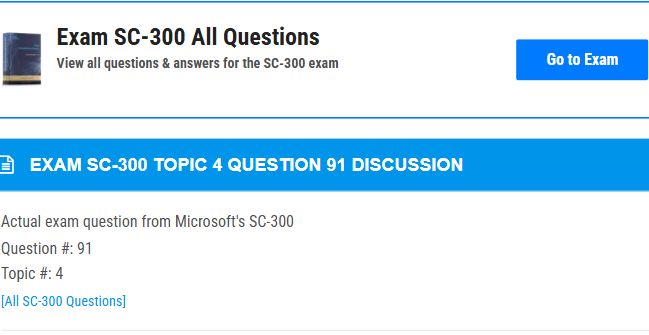 Exam SC-300 All Questions
View all questions & answers for the SC-300 exam
Go to Exam
EXAM SC-300 TOPIC 4 QUESTION 91 DISCUSSION
Actual exam question from Microsoft's SC-300
Question #: 91
Topic #: 4
[All SC-300 Questions]